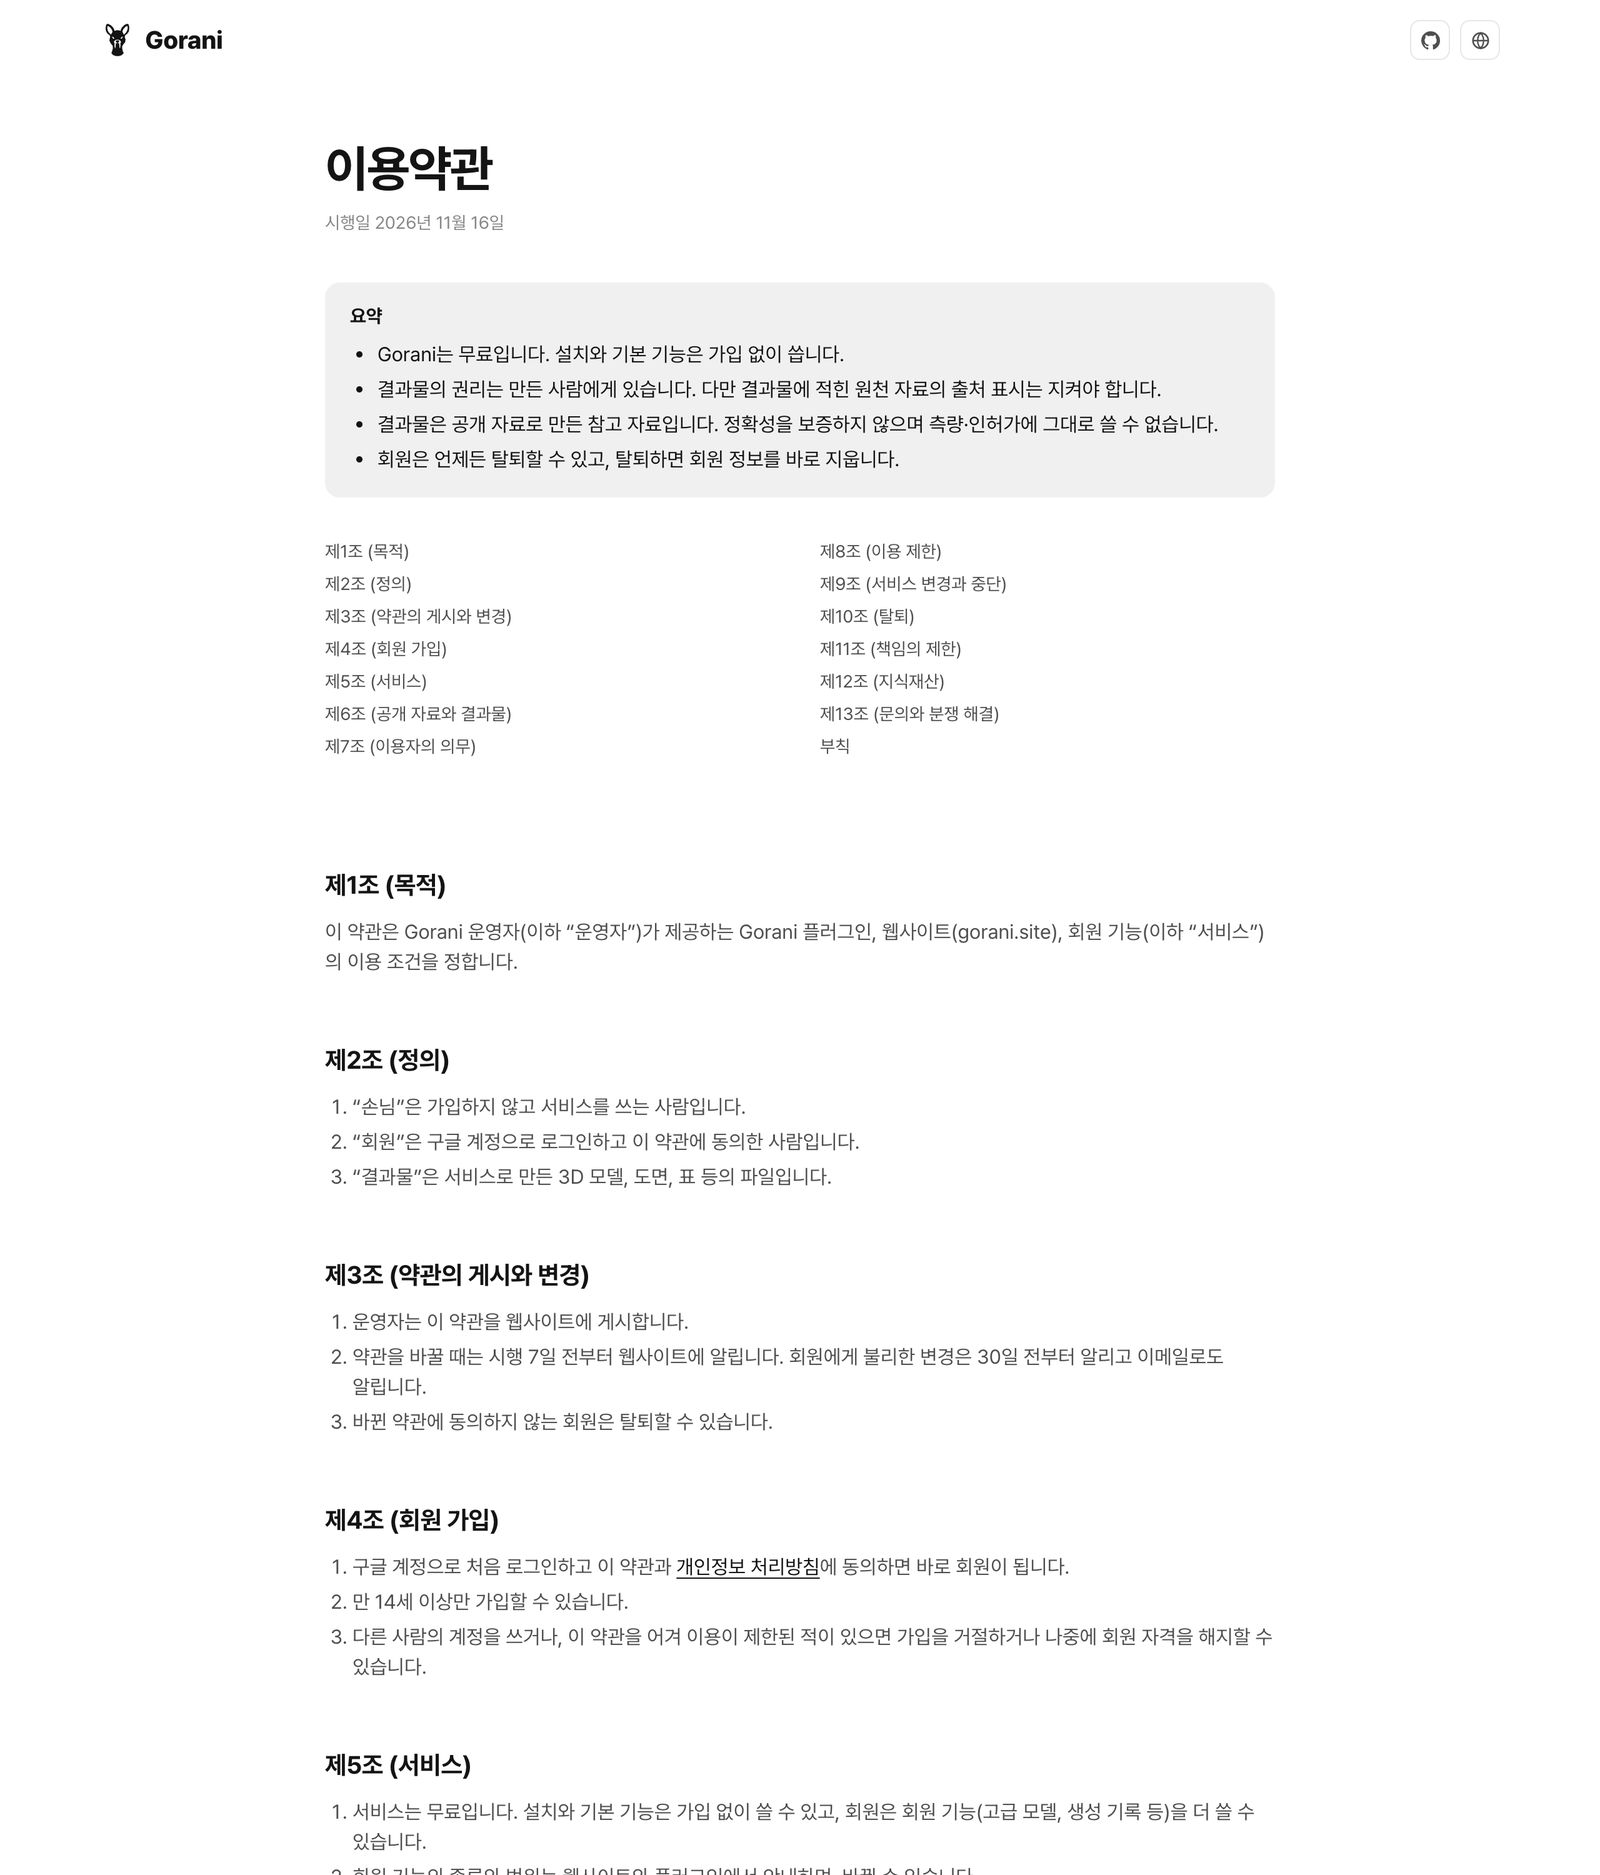 Gorani
이용약관
시행일 2026년 11월 16일
요약
• Gorani는 무료입니다. 설치와 기본 기능은 가입 없이 씁니다.
• 결과물의 권리는 만든 사람에게 있습니다. 다만 결과물에 적힌 원천 자료의 출처 표시는 지켜야 합니다.
• 결과물은 공개 자료로 만든 참고 자료입니다. 정확성을 보증하지 않으며 측량·인허가에 그대로 쓸 수 없습니다.
• 회원은 언제든 탈퇴할 수 있고, 탈퇴하면 회원 정보를 바로 지웁니다.
제1조 (목적)
제2조 (정의)
제3조 (약관의 게시와 변경)
제4조 (회원 가입)
제5조 (서비스)
제6조 (공개 자료와 결과물)
제7조 (이용자의 의무)
제8조 (이용 제한)
제9조 (서비스 변경과 중단)
제10조 (탈퇴)
제11조 (책임의 제한)
제12조 (지식재산)
제13조 (문의와 분쟁 해결)
부칙
제1조 (목적)
이 약관은 Gorani 운영자(이하 “운영자”)가 제공하는 Gorani 플러그인, 웹사이트(gorani.site), 회원 기능(이하 “서비스”)
의 이용 조건을 정합니다.
제2조 (정의)
1. “손님”은 가입하지 않고 서비스를 쓰는 사람입니다.
2. “회원”은 구글 계정으로 로그인하고 이 약관에 동의한 사람입니다.
3. “결과물”은 서비스로 만든 3D 모델, 도면, 표 등의 파일입니다.
제3조 (약관의 게시와 변경)
1. 운영자는 이 약관을 웹사이트에 게시합니다.
2. 약관을 바꿀 때는 시행 7일 전부터 웹사이트에 알립니다. 회원에게 불리한 변경은 30일 전부터 알리고 이메일로도
알립니다.
3. 바뀐 약관에 동의하지 않는 회원은 탈퇴할 수 있습니다.
제4조 (회원 가입)
1. 구글 계정으로 처음 로그인하고 이 약관과 개인정보 처리방침에 동의하면 바로 회원이 됩니다.
2. 만 14세 이상만 가입할 수 있습니다.
3. 다른 사람의 계정을 쓰거나, 이 약관을 어겨 이용이 제한된 적이 있으면 가입을 거절하거나 나중에 회원 자격을 해지할 수
있습니다.
제5조 (서비스)
1. 서비스는 무료입니다. 설치와 기본 기능은 가입 없이 쓸 수 있고, 회원은 회원 기능(고급 모델, 생성 기록 등)을 더 쓸 수
있습니다.